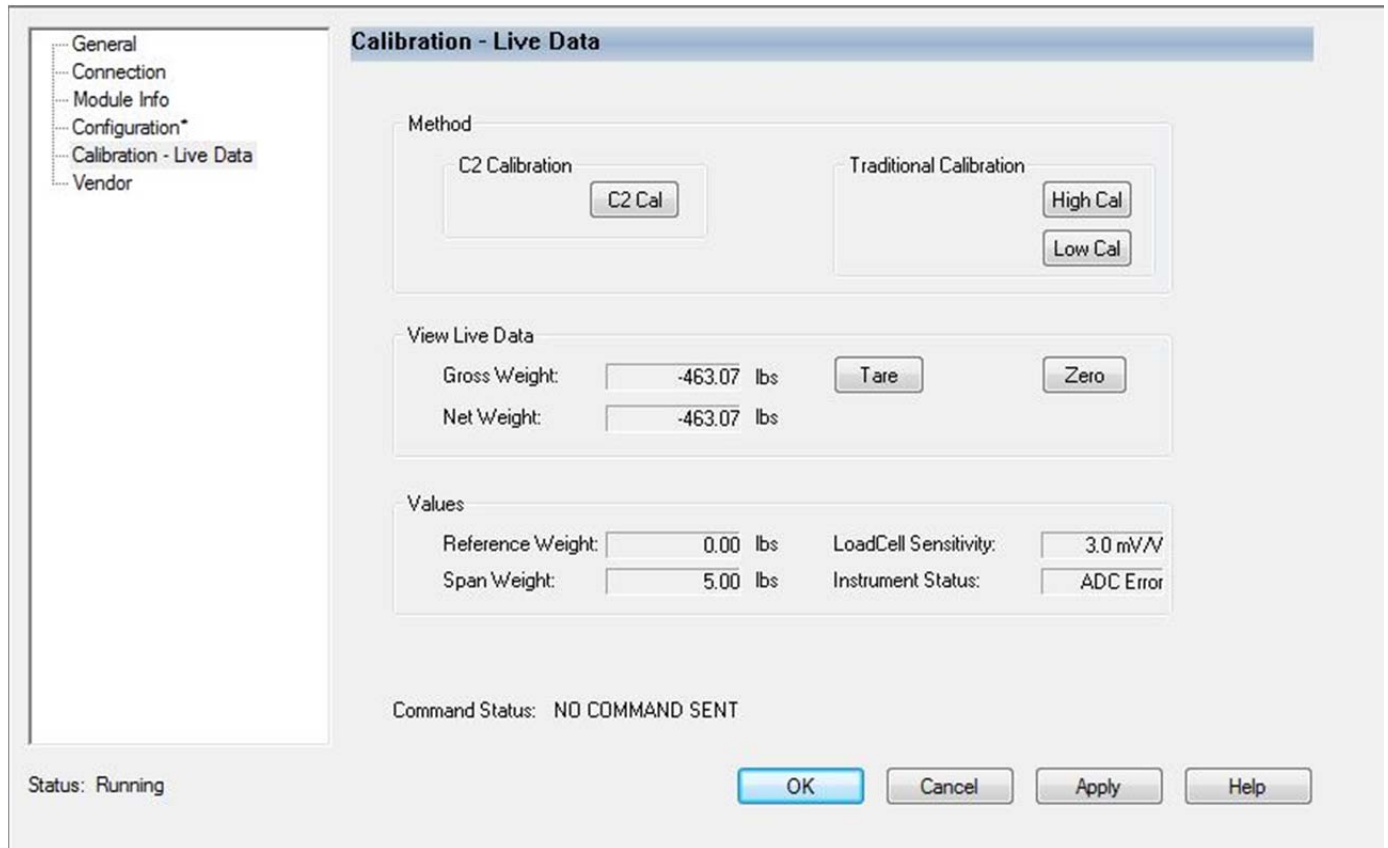 General
Connection
Module Info
Configuration*
Calibration - Live Data
Vendor
Calibration - Live Data
Method
C2 Calibration
C2 Cal
Traditional Calibration
High Cal
Low Cal
View Live Data
Gross Weight: -463.07 lbs Tare Zero
Net Weight: -463.07 lbs
Values
Reference Weight: 0.00 lbs LoadCell Sensitivity: 3.0 mV/V
Span Weight: 5.00 lbs Instrument Status: ADC Error
Command Status: NO COMMAND SENT
Status: Running
OK Cancel Apply Help